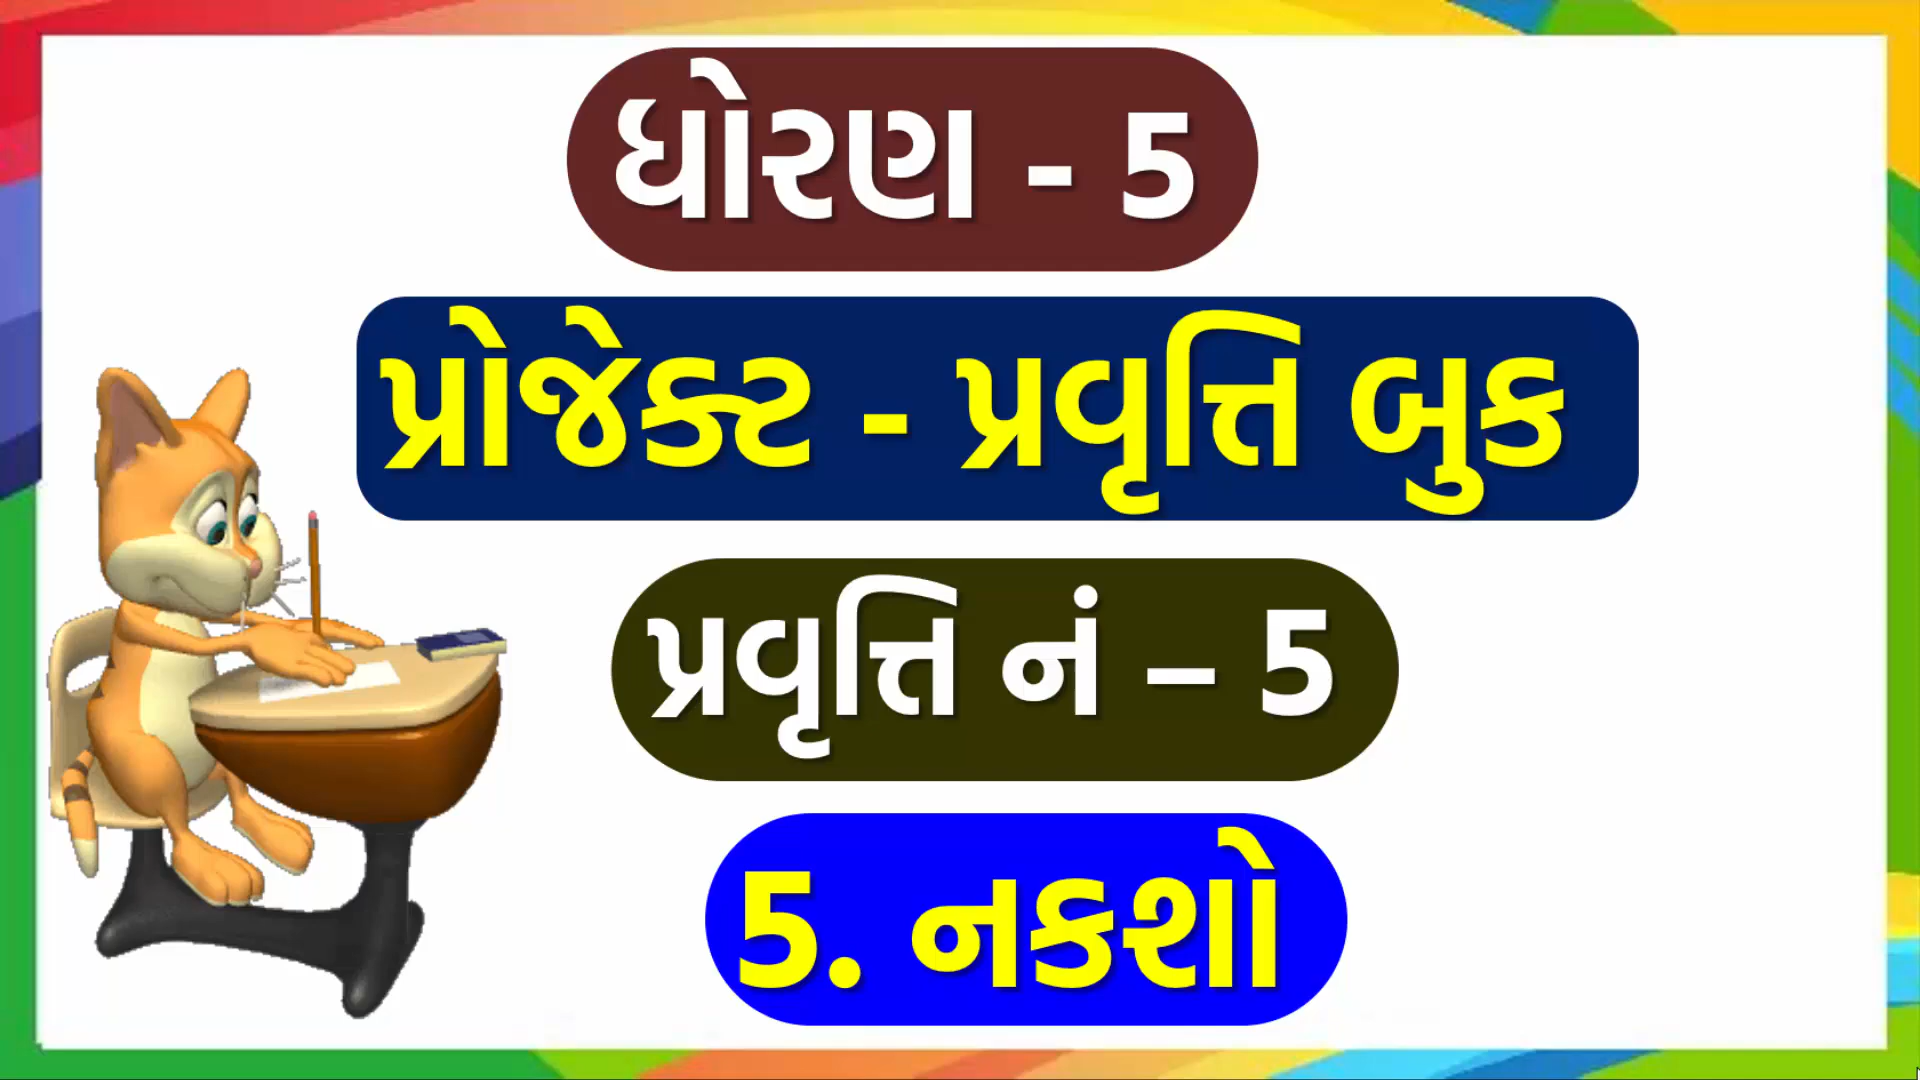 ધોરણ - 5
પ્રોજેક્ટ - પ્રવૃત્તિ બુક
પ્રવૃત્તિ નં – 5
5. નકશો